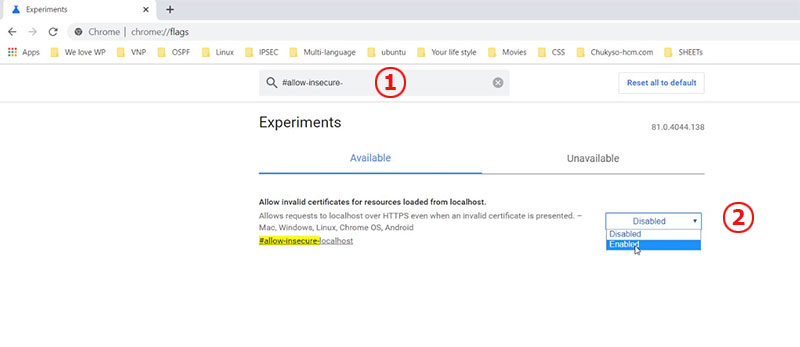 Experiments
Chrome | chrome://flags
Apps We love WP VNP OSPF Linux IPSEC Multi-language ubuntu Your life style Movies CSS Chukyso-hcm.com SHEETs
#allow-insecure- 1 Reset all to default
Experiments 81.0.4044.138
Available Unavailable
Allow invalid certificates for resources loaded from localhost.
Allows requests to localhost over HTTPS even when an invalid certificate is presented. –
Mac, Windows, Linux, Chrome OS, Android
#allow-insecure-localhost
Disabled 2
Disabled
Enabled